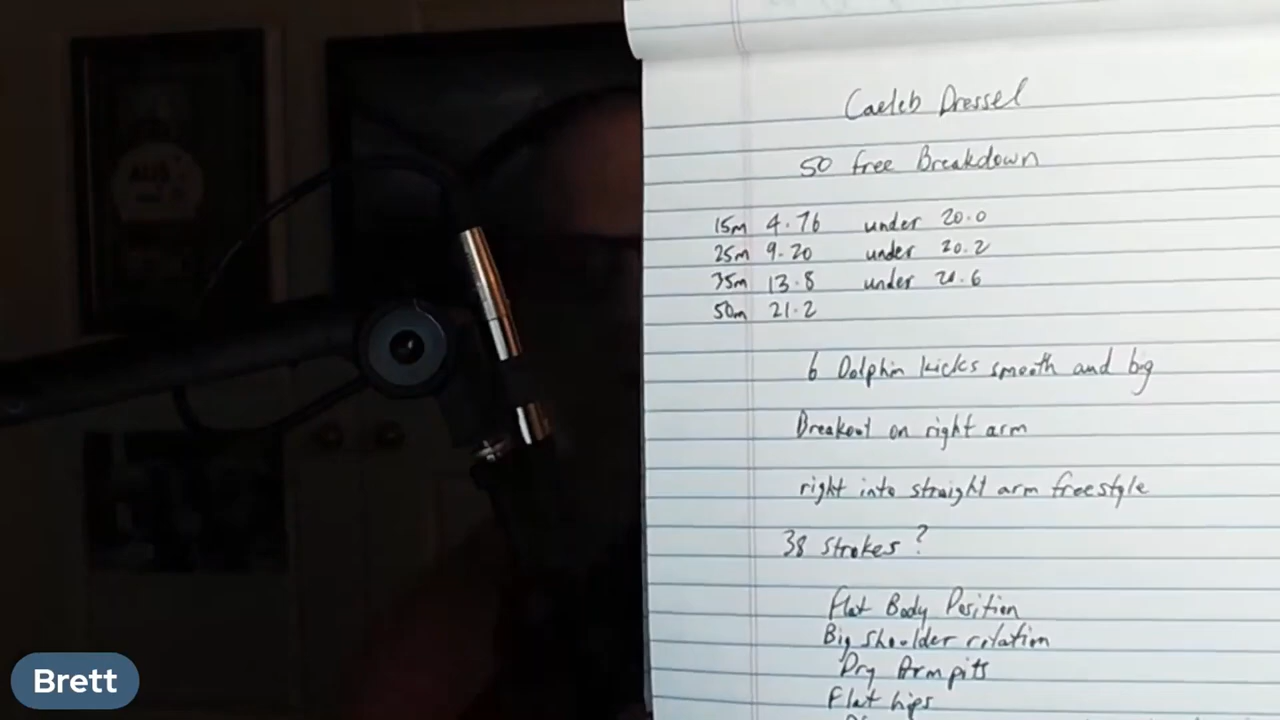 Caeleb Dressel
50 free Breakdown
15m 4.76 under 20.0
25m 9.20 under 20.2
35m 13.8 under 20.6
50m 21.2
6 Dolphin kicks smooth and big
Breakout on right arm
right into straight arm freestyle
38 strokes?
Flat Body Position
Big shoulder rotation
Dry Armpits
Flat hips
Brett